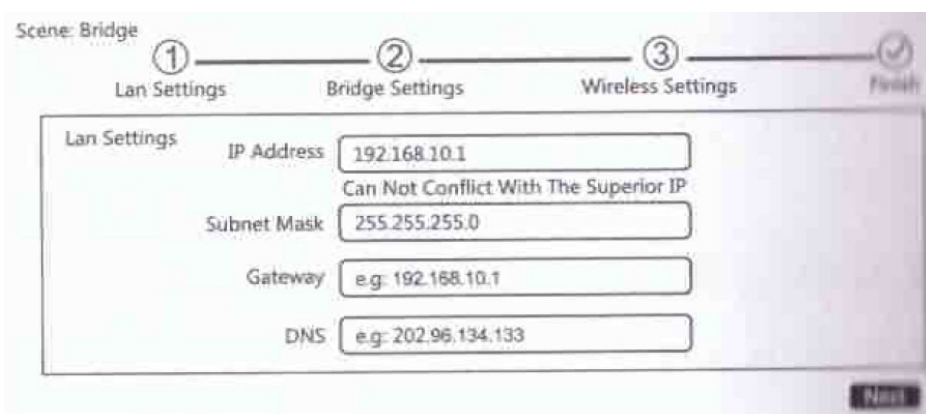 Scene: Bridge
1 2 3
Lan Settings Bridge Settings Wireless Settings Finish
Lan Settings
IP Address 192.168.10.1
Can Not Conflict With The Superior IP
Subnet Mask 255.255.255.0
Gateway e.g: 192.168.10.1
DNS e.g: 202.96.134.133
Next